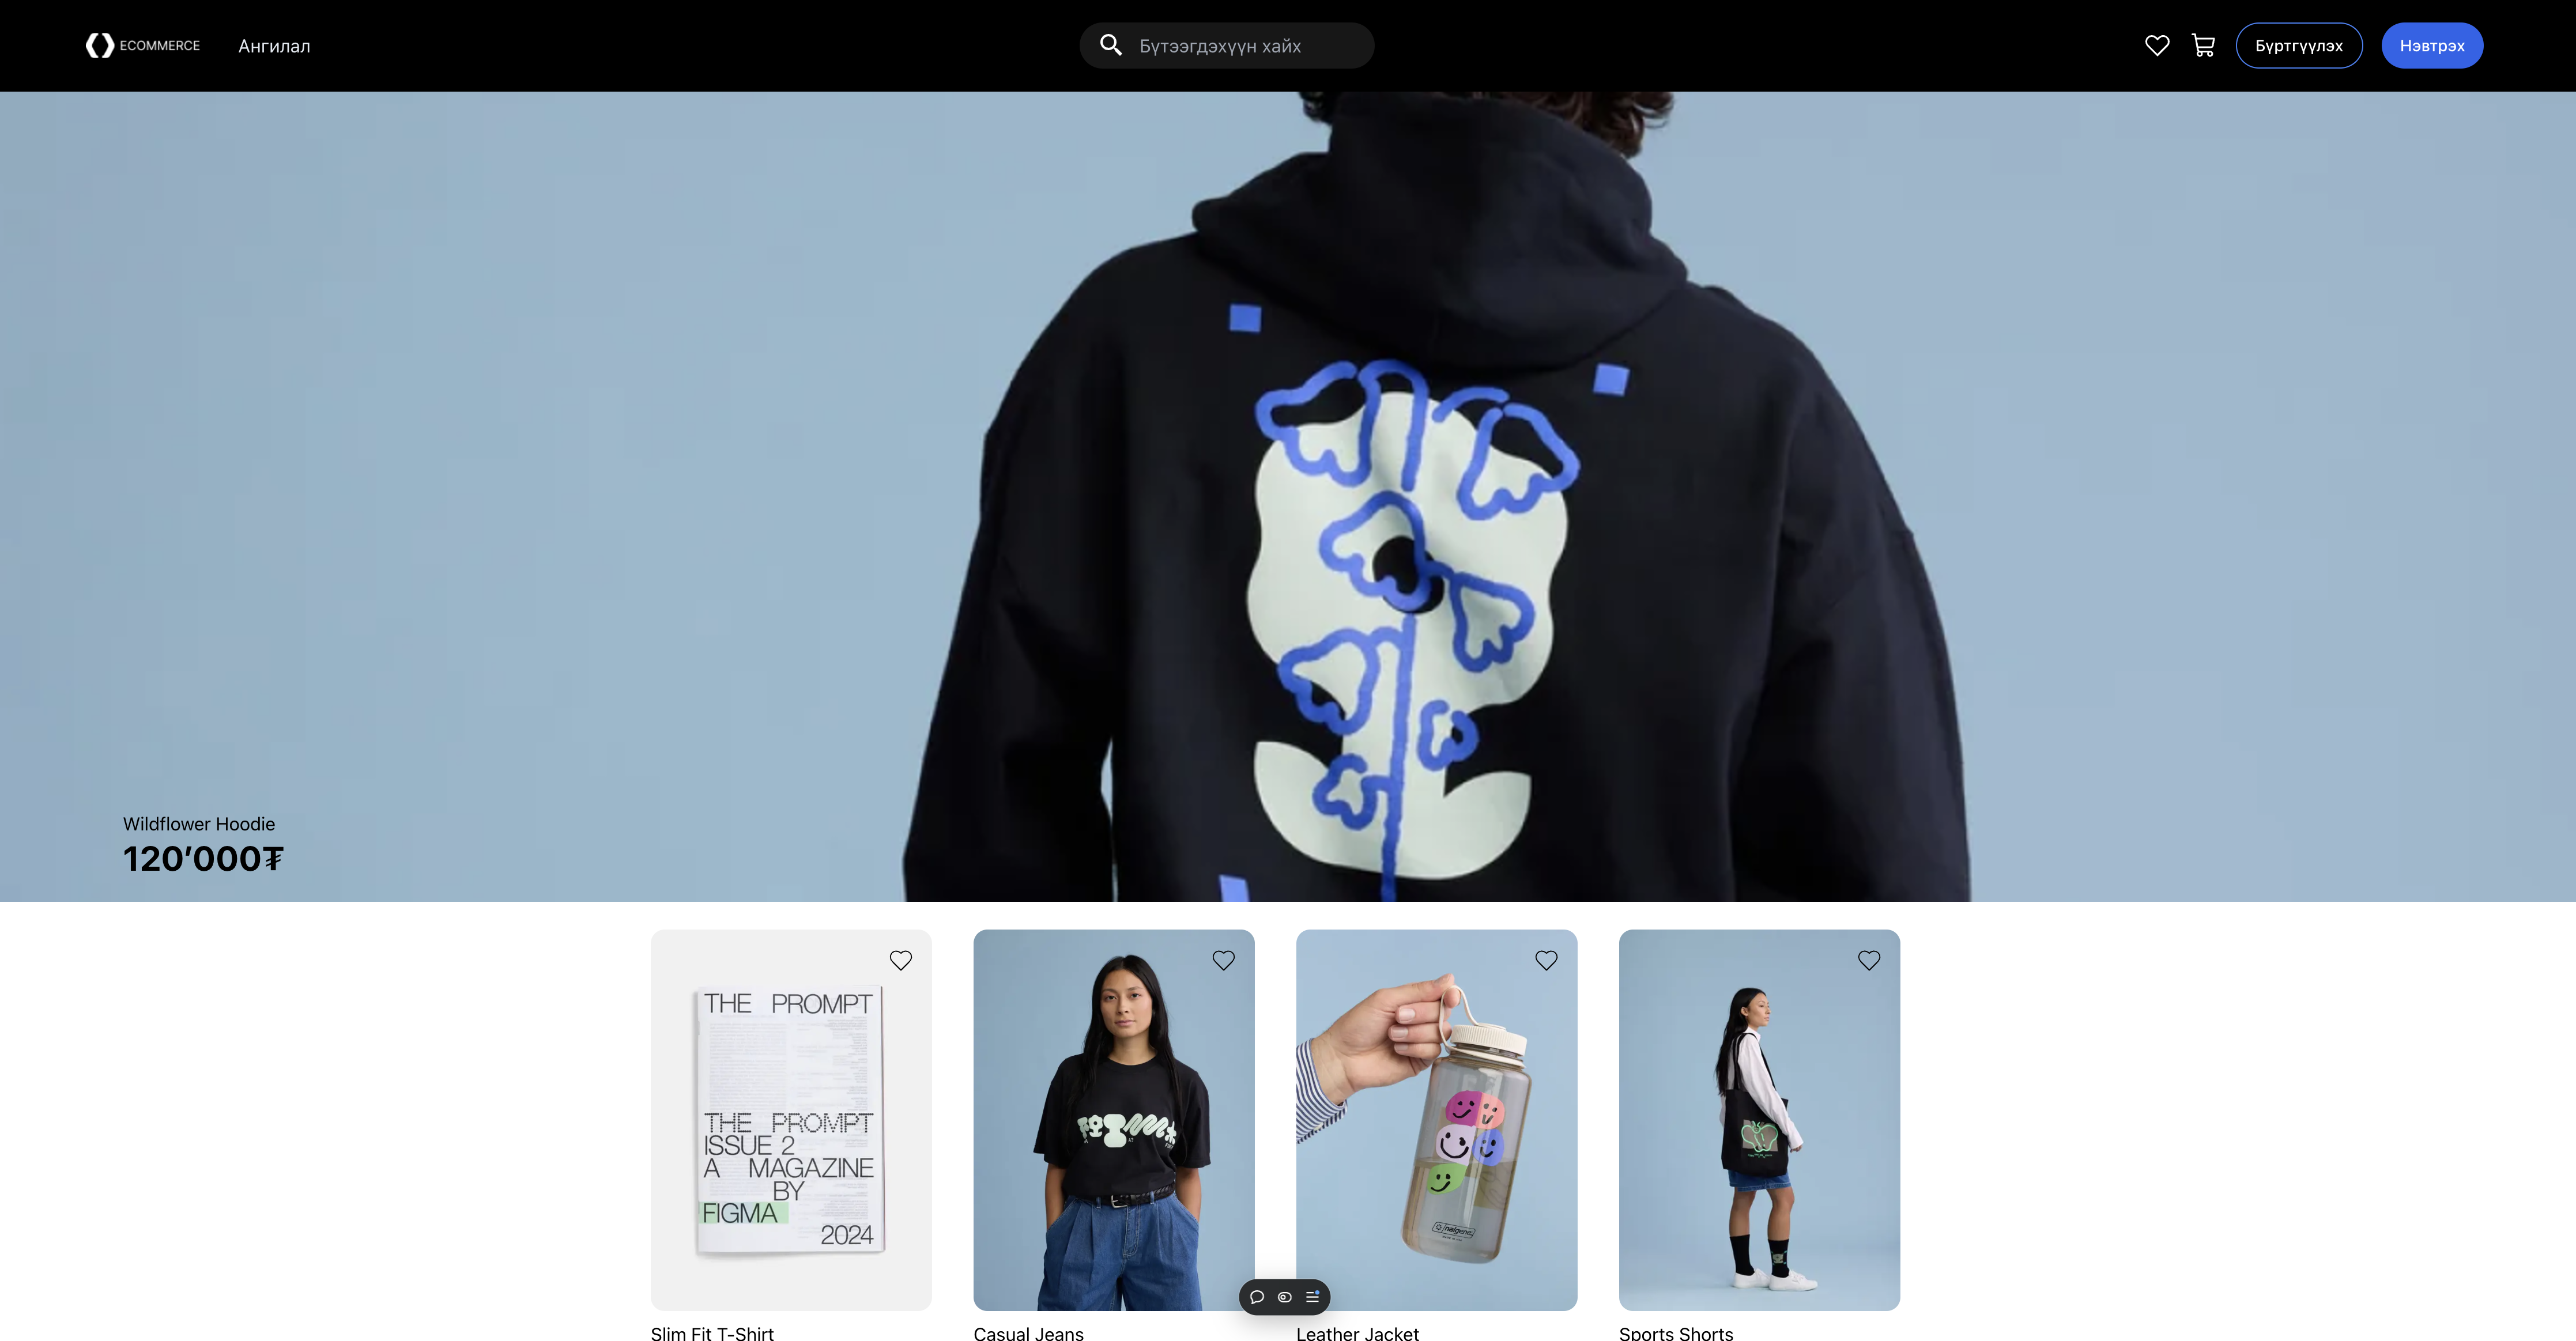 ECOMMERCE
Ангилал
Бүтээгдэхүүн хайх
Бүртгүүлэх
Нэвтрэх
Wildflower Hoodie
120’000₮
THE PROMPT
THE PROMPT
ISSUE 2
A MAGAZINE
BY
FIGMA
2024
nalgene
Slim Fit T-Shirt
Casual Jeans
Leather Jacket
Sports Shorts